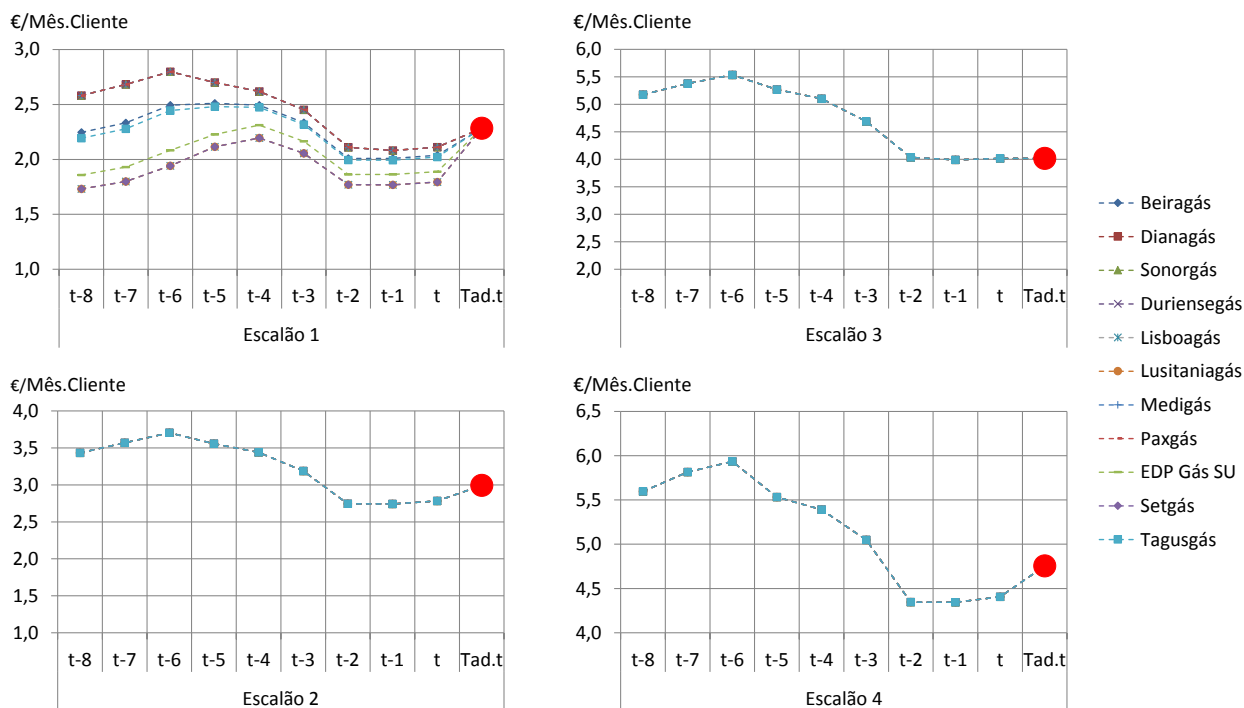 €/Mês.Cliente
3,0
2,5
2,0
1,5
1,0
t-8 t-7 t-6 t-5 t-4 t-3 t-2 t-1 t Tad.t
Escalão 1
€/Mês.Cliente
6,0
5,5
5,0
4,5
4,0
3,5
3,0
2,5
2,0
t-8 t-7 t-6 t-5 t-4 t-3 t-2 t-1 t Tad.t
Escalão 3
€/Mês.Cliente
4,0
3,5
3,0
2,5
2,0
1,5
1,0
t-8 t-7 t-6 t-5 t-4 t-3 t-2 t-1 t Tad.t
Escalão 2
€/Mês.Cliente
6,5
6,0
5,5
5,0
4,5
4,0
t-8 t-7 t-6 t-5 t-4 t-3 t-2 t-1 t Tad.t
Escalão 4
Beiragás
Dianagás
Sonorgás
Duriensegás
Lisboagás
Lusitaniagás
Medigás
Paxgás
EDP Gás SU
Setgás
Tagusgás